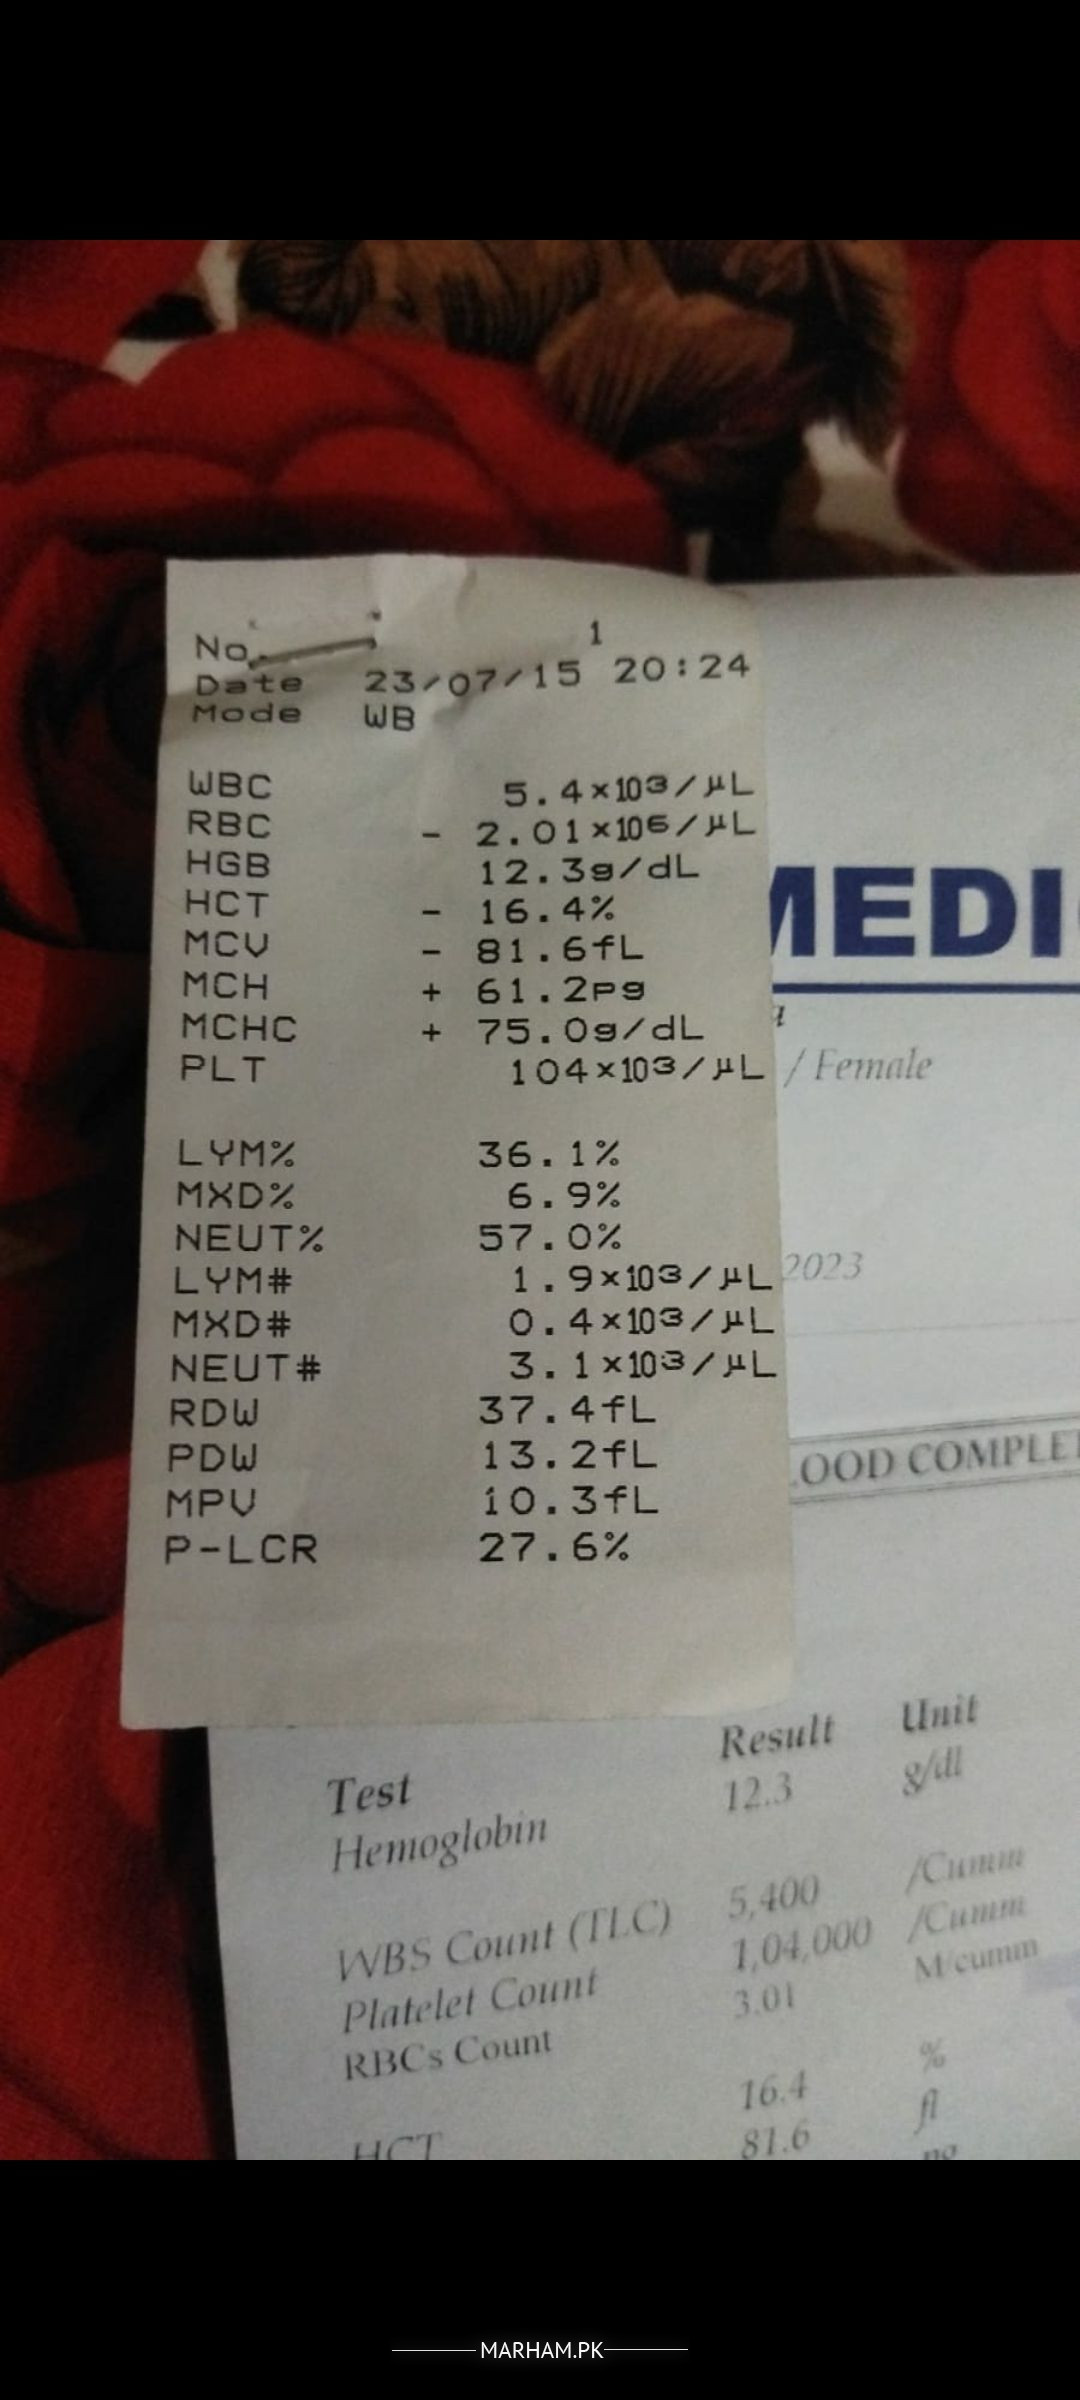 No. 1
Date 23/07/15 20:24
Mode WB
WBC 5.4×10³/µL
RBC - 2.01×10⁶/µL
HGB 12.3g/dL
HCT - 16.4%
MCV - 81.6fL
MCH + 61.2pg
MCHC + 75.0g/dL
PLT 104×10³/µL
LYM% 36.1%
MXD% 6.9%
NEUT% 57.0%
LYM# 1.9×10³/µL
MXD# 0.4×10³/µL
NEUT# 3.1×10³/µL
RDW 37.4fL
PDW 13.2fL
MPV 10.3fL
P-LCR 27.6%
MEDI
/ Female
2023
OOD COMPLE
Test Result Unit
Hemoglobin 12.3 g/dl
WBS Count (TLC) 5,400 /Cumm
Platelet Count 1,04,000 /Cumm
RBCs Count 3.01 M/cumm
HCT 16.4 %
81.6 fl
MARHAM.PK